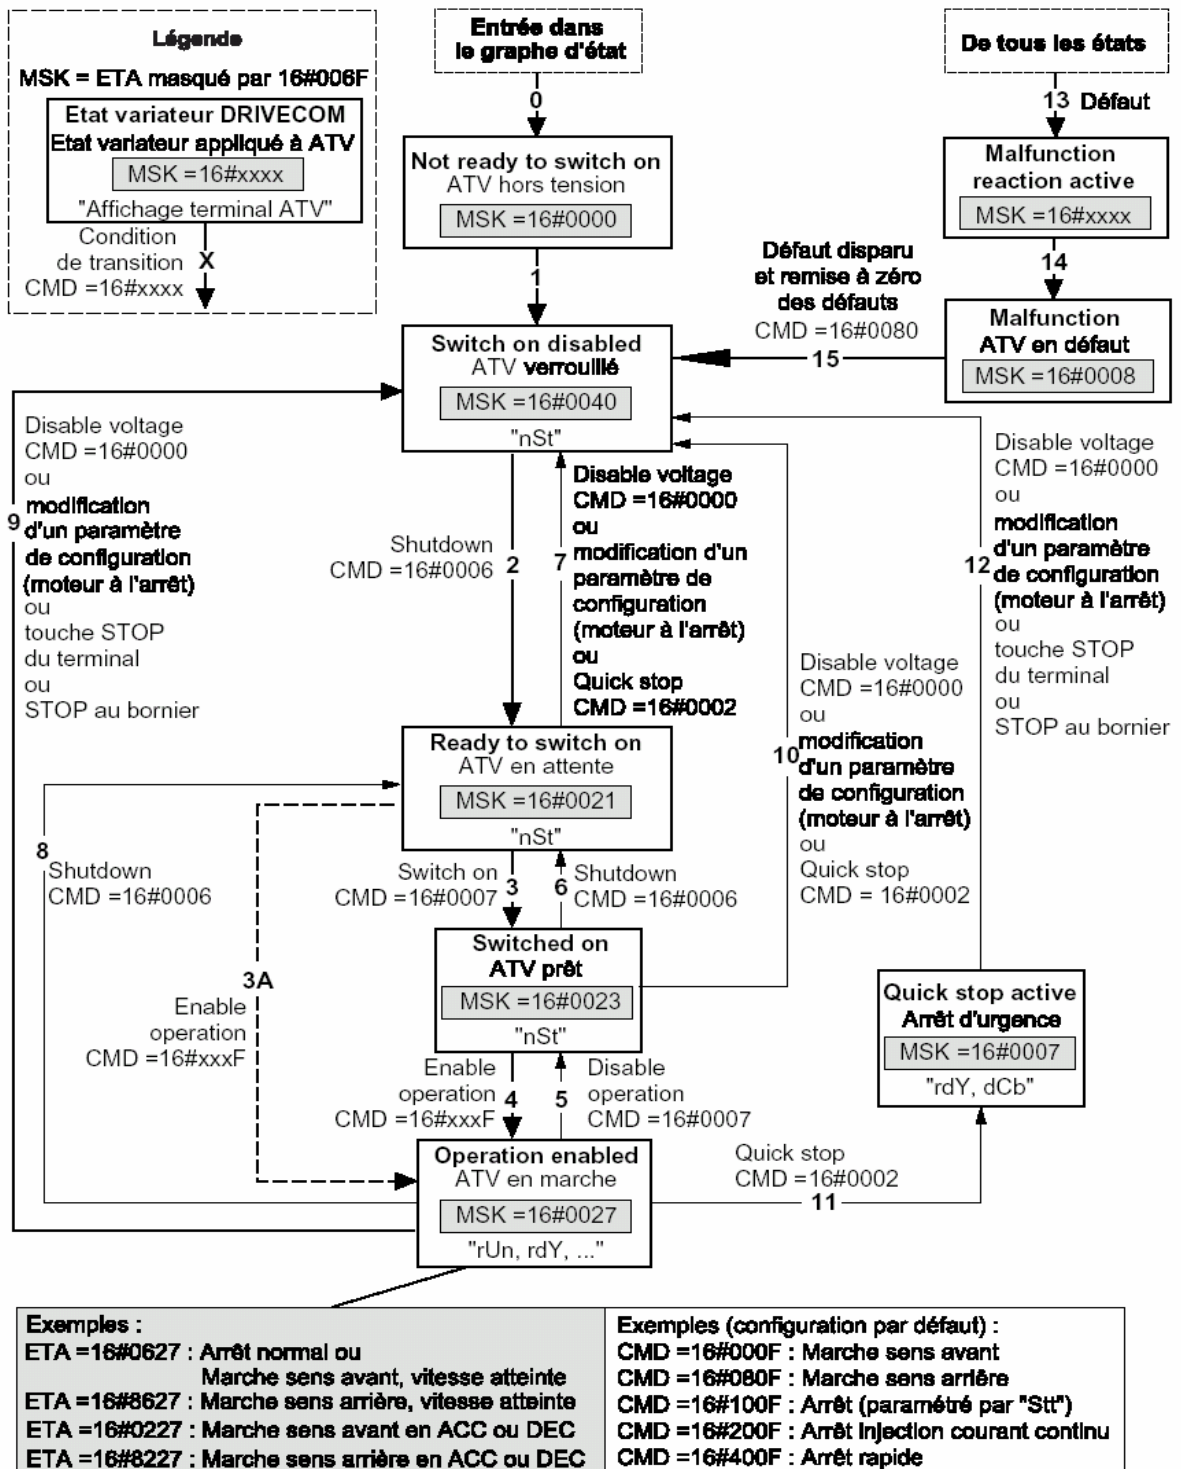 Légende
MSK = ETA masqué par 16#006F
Etat variateur DRIVECOM
Etat variateur appliqué à ATV
MSK =16#xxxx
"Affichage terminal ATV"
Condition
de transition
CMD =16#xxxx
X
Entrée dans
le graphe d'état
0
De tous les états
13 Défaut
Not ready to switch on
ATV hors tension
MSK =16#0000
1
Malfunction
reaction active
MSK =16#xxxx
14
Défaut disparu
et remise à zéro
des défauts
CMD =16#0080
15
Malfunction
ATV en défaut
MSK =16#0008
Switch on disabled
ATV verrouillé
MSK =16#0040
"nSt"
Disable voltage
CMD =16#0000
ou
modification
d'un paramètre
de configuration
(moteur à l'arrêt)
ou
touche STOP
du terminal
ou
STOP au bornier
9
Shutdown
CMD =16#0006
2
7
Disable voltage
CMD =16#0000
ou
modification d'un
paramètre de
configuration
(moteur à l'arrêt)
ou
Quick stop
CMD =16#0002
Disable voltage
CMD =16#0000
ou
modification
d'un paramètre
de configuration
(moteur à l'arrêt)
ou
Quick stop
CMD = 16#0002
10
Disable voltage
CMD =16#0000
ou
modification
d'un paramètre
de configuration
(moteur à l'arrêt)
ou
touche STOP
du terminal
ou
STOP au bornier
12
Ready to switch on
ATV en attente
MSK =16#0021
"nSt"
8
Shutdown
CMD =16#0006
Switch on
CMD =16#0007
3
6
Shutdown
CMD =16#0006
3A
Enable
operation
CMD =16#xxxF
Switched on
ATV prêt
MSK =16#0023
"nSt"
Quick stop active
Arrêt d'urgence
MSK =16#0007
"rdY, dCb"
Enable
operation
CMD =16#xxxF
4
5
Disable
operation
CMD =16#0007
Operation enabled
ATV en marche
MSK =16#0027
"rUn, rdY, ..."
Quick stop
CMD =16#0002
11
Exemples :
ETA =16#0627 : Arrêt normal ou
Marche sens avant, vitesse atteinte
ETA =16#8627 : Marche sens arrière, vitesse atteinte
ETA =16#0227 : Marche sens avant en ACC ou DEC
ETA =16#8227 : Marche sens arrière en ACC ou DEC
Exemples (configuration par défaut) :
CMD =16#000F : Marche sens avant
CMD =16#080F : Marche sens arrière
CMD =16#100F : Arrêt (paramétré par "Stt")
CMD =16#200F : Arrêt injection courant continu
CMD =16#400F : Arrêt rapide